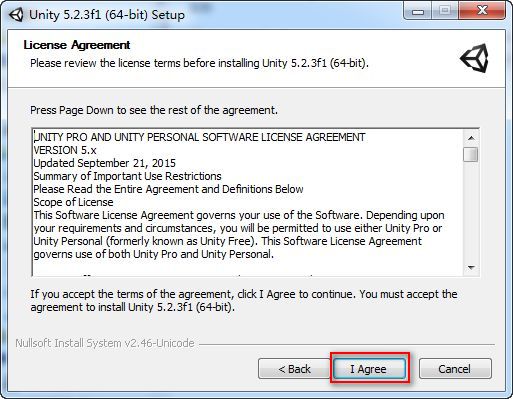 Unity 5.2.3f1 (64-bit) Setup
License Agreement
Please review the license terms before installing Unity 5.2.3f1 (64-bit).
Press Page Down to see the rest of the agreement.
UNITY PRO AND UNITY PERSONAL SOFTWARE LICENSE AGREEMENT
VERSION 5.x
Updated September 21, 2015
Summary of Important Use Restrictions
Please Read the Entire Agreement and Definitions Below
Scope of License
This Software License Agreement governs your use of the Software. Depending upon
your requirements and circumstances, you will be permitted to use either Unity Pro or
Unity Personal (formerly known as Unity Free). This Software License Agreement
governs use of both Unity Pro and Unity Personal.
If you accept the terms of the agreement, click I Agree to continue. You must accept the
agreement to install Unity 5.2.3f1 (64-bit).
Nullsoft Install System v2.46-Unicode
< Back
I Agree
Cancel